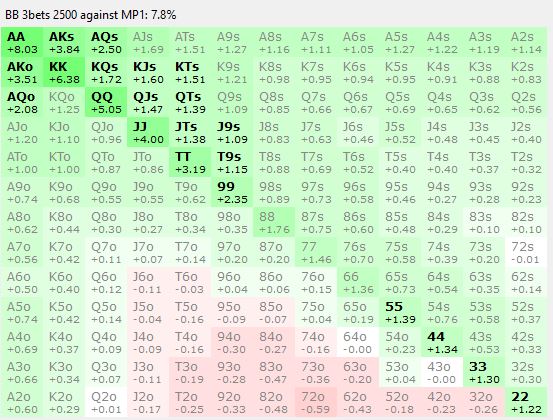 BB 3bets 2500 against MP1: 7.8%
AA AKs AQs AJs ATs A9s A8s A7s A6s A5s A4s A3s A2s
+8.03 +3.84 +2.50 +1.69 +1.51 +1.27 +1.16 +1.11 +1.05 +1.27 +1.22 +1.19 +1.14
AKo KK KQs KJs KTs K9s K8s K7s K6s K5s K4s K3s K2s
+3.51 +6.38 +1.72 +1.60 +1.51 +1.21 +0.98 +0.95 +0.94 +0.95 +0.91 +0.88 +0.83
AQo KQo QQ QJs QTs Q9s Q8s Q7s Q6s Q5s Q4s Q3s Q2s
+2.08 +1.25 +5.05 +1.47 +1.39 +1.09 +0.85 +0.66 +0.67 +0.69 +0.65 +0.62 +0.56
AJo KJo QJo JJ JTs J9s J8s J7s J6s J5s J4s J3s J2s
+1.20 +1.10 +0.96 +4.00 +1.38 +1.09 +0.83 +0.63 +0.46 +0.52 +0.48 +0.45 +0.40
ATo KTo QTo JTo TT T9s T8s T7s T6s T5s T4s T3s T2s
+1.00 +1.00 +0.87 +0.86 +3.19 +1.15 +0.88 +0.69 +0.52 +0.40 +0.40 +0.37 +0.32
A9o K9o Q9o J9o T9o 99 98s 97s 96s 95s 94s 93s 92s
+0.74 +0.68 +0.55 +0.55 +0.62 +2.35 +0.89 +0.73 +0.58 +0.46 +0.27 +0.28 +0.23
A8o K8o Q8o J8o T8o 98o 88 87s 86s 85s 84s 83s 82s
+0.62 +0.44 +0.30 +0.27 +0.34 +0.35 +1.76 +0.75 +0.60 +0.48 +0.29 +0.10 +0.10
A7o K7o Q7o J7o T7o 97o 87o 77 76s 75s 74s 73s 72s
+0.56 +0.42 +0.11 +0.07 +0.14 +0.20 +0.20 +1.46 +0.70 +0.58 +0.39 +0.20 -0.01
A6o K6o Q6o J6o T6o 96o 86o 76o 66 65s 64s 63s 62s
+0.50 +0.40 +0.12 -0.11 -0.03 +0.04 +0.06 +0.15 +1.36 +0.73 +0.54 +0.35 +0.14
A5o K5o Q5o J5o T5o 95o 85o 75o 65o 55 54s 53s 52s
+0.74 +0.42 +0.14 -0.04 -0.16 -0.09 -0.07 +0.04 +0.19 +1.39 +0.76 +0.58 +0.37
A4o K4o Q4o J4o T4o 94o 84o 74o 64o 54o 44 43s 42s
+0.69 +0.37 +0.10 -0.09 -0.16 -0.30 -0.27 -0.16 -0.00 +0.23 +1.34 +0.53 +0.33
A3o K3o Q3o J3o T3o 93o 83o 73o 63o 53o 43o 33 32s
+0.66 +0.34 +0.07 -0.11 -0.19 -0.28 -0.47 -0.36 -0.20 +0.04 -0.00 +1.30 +0.30
A2o K2o Q2o J2o T2o 92o 82o 72o 62o 52o 42o 32o 22
+0.60 +0.29 +0.01 -0.17 -0.25 -0.33 -0.48 -0.59 -0.43 -0.18 -0.23 -0.26 +1.22